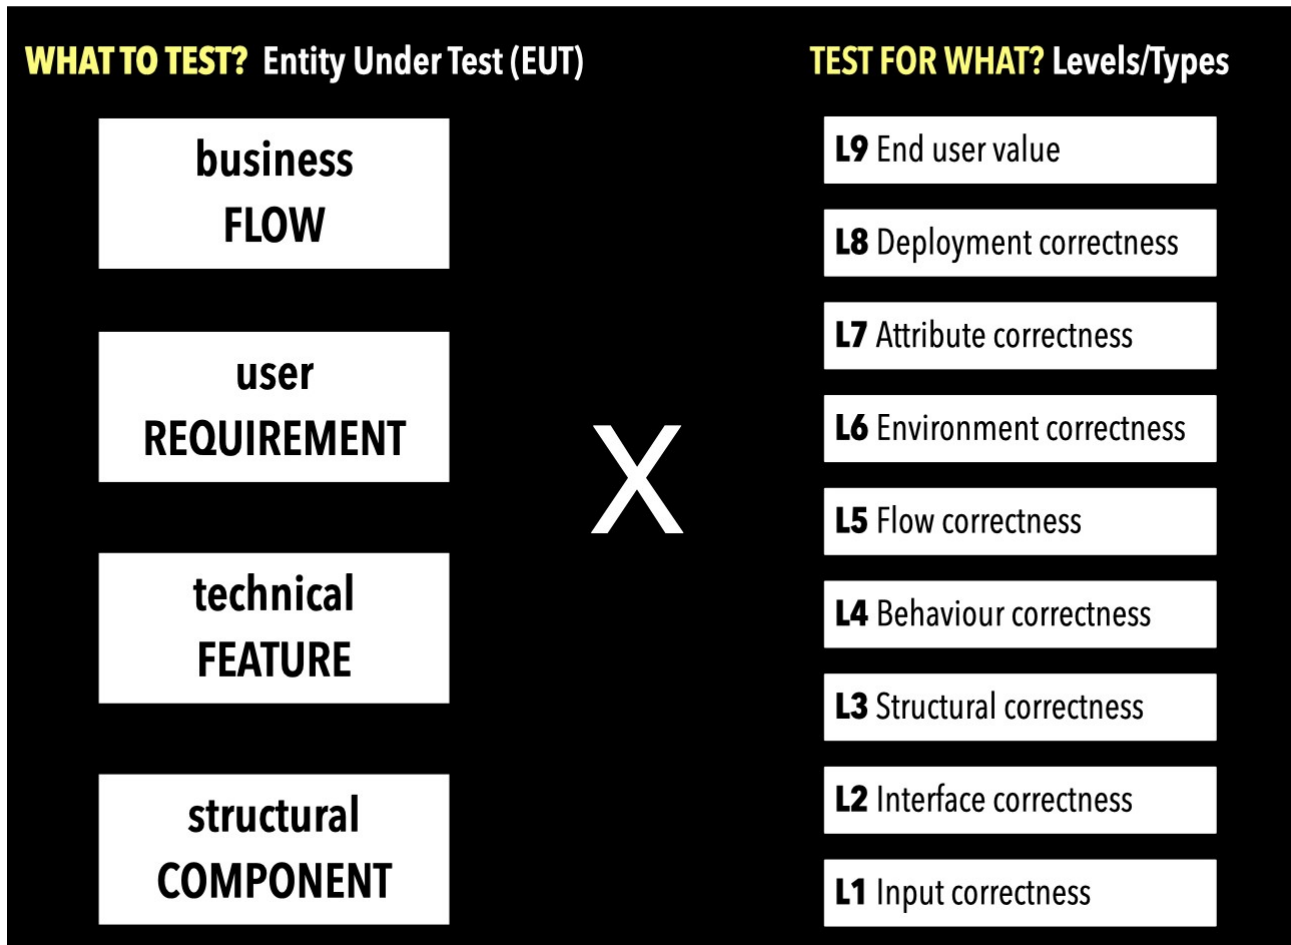 WHAT TO TEST? Entity Under Test (EUT)
business
FLOW
user
REQUIREMENT
technical
FEATURE
structural
COMPONENT
X
TEST FOR WHAT? Levels/Types
L9 End user value
L8 Deployment correctness
L7 Attribute correctness
L6 Environment correctness
L5 Flow correctness
L4 Behaviour correctness
L3 Structural correctness
L2 Interface correctness
L1 Input correctness